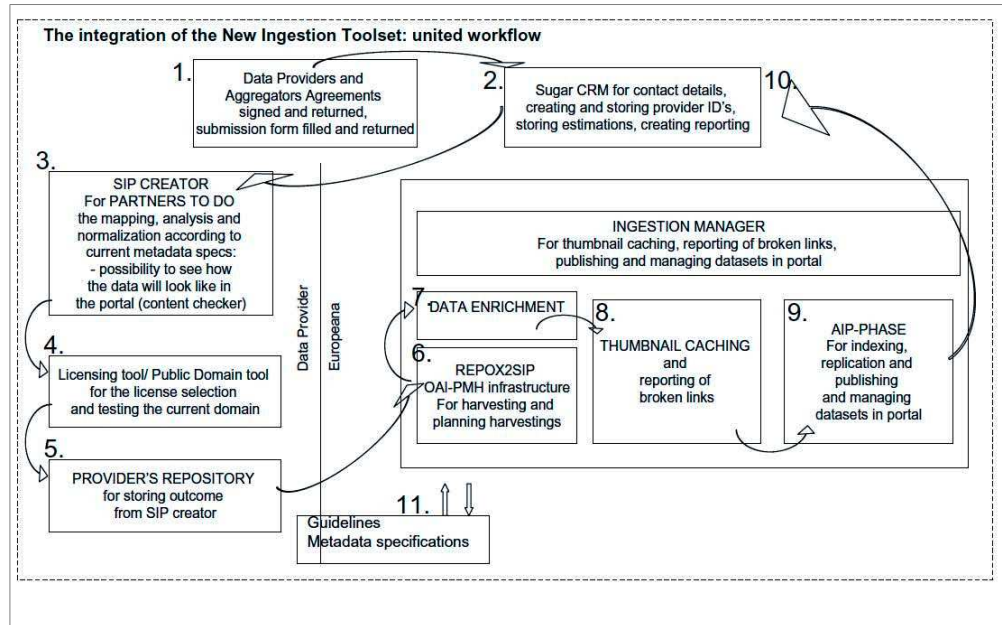 The integration of the New Ingestion Toolset: united workflow
1.
Data Providers and
Aggregators Agreements
signed and returned,
submission form filled and returned
2.
Sugar CRM for contact details,
creating and storing provider ID's,
storing estimations, creating reporting
10.
3.
SIP CREATOR
For PARTNERS TO DO
the mapping, analysis and
normalization according to
current metadata specs:
- possibility to see how
the data will look like in
the portal (content checker)
4.
Licensing tool/ Public Domain tool
for the license selection
and testing the current domain
5.
PROVIDER'S REPOSITORY
for storing outcome
from SIP creator
Data Provider
Europeana
INGESTION MANAGER
For thumbnail caching, reporting of broken links,
publishing and managing datasets in portal
7.
DATA ENRICHMENT
6.
REPOX2SIP
OAI-PMH infrastructure
For harvesting and
planning harvestings
8.
THUMBNAIL CACHING
and
reporting of
broken links
9.
AIP-PHASE
For indexing,
replication and
publishing
and managing
datasets in portal
11.
Guidelines
Metadata specifications